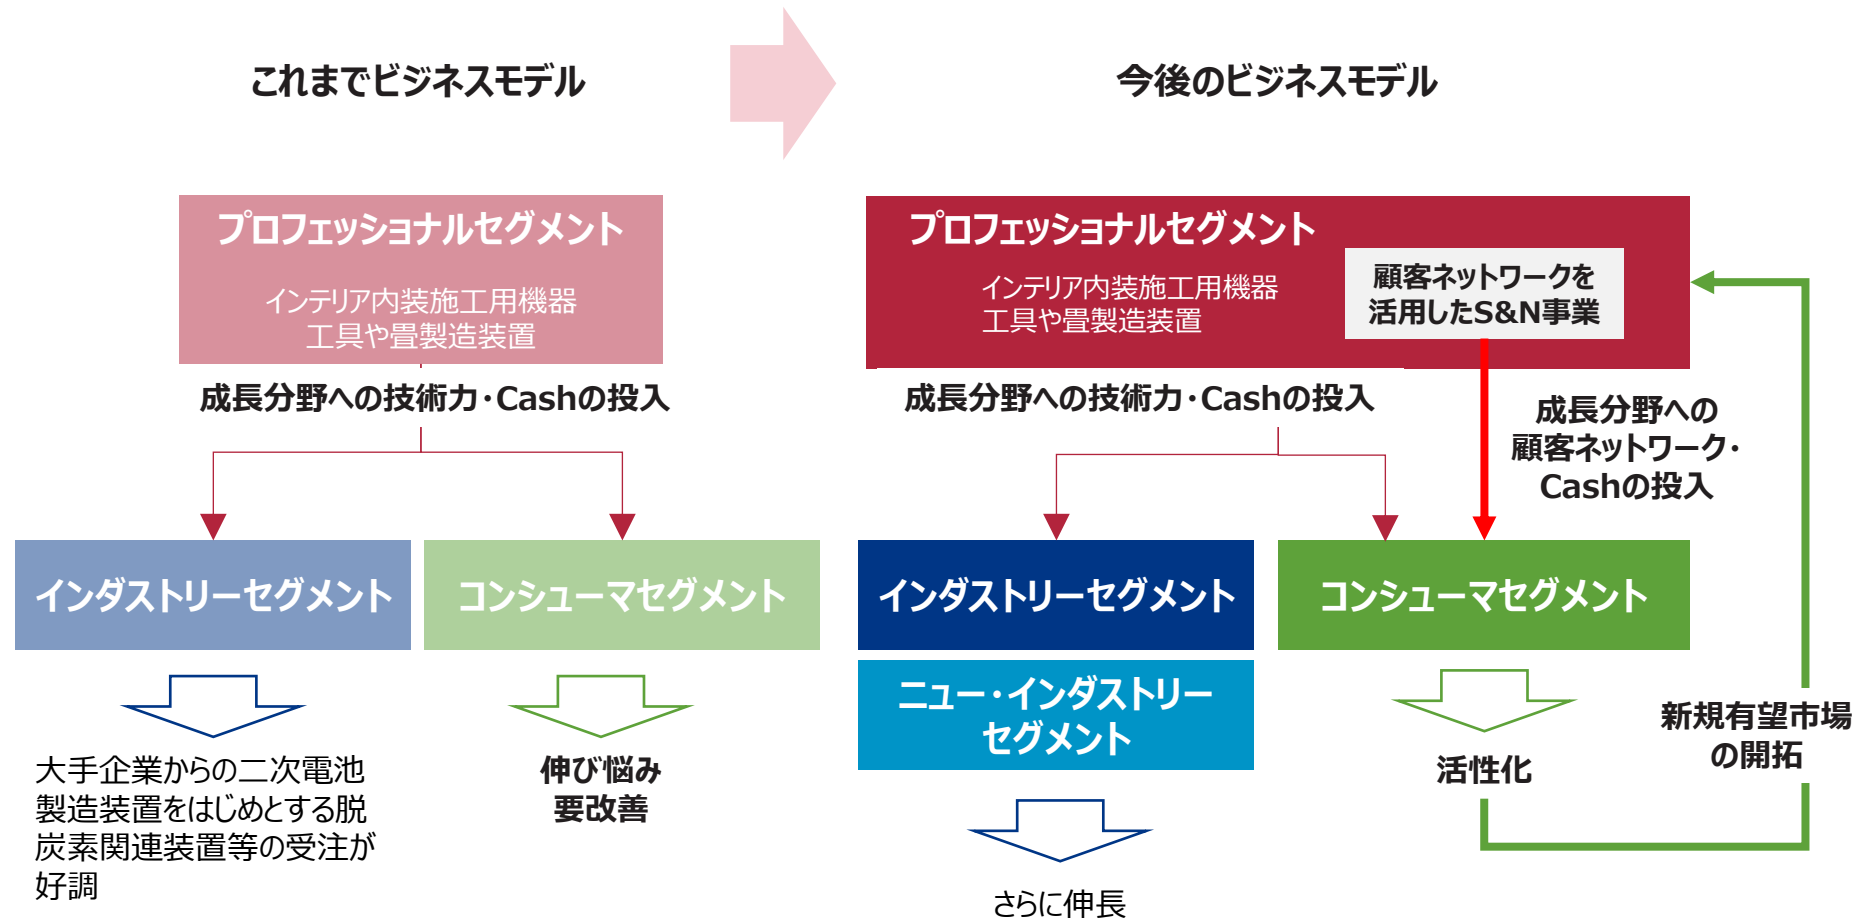 これまでビジネスモデル
今後のビジネスモデル
プロフェッショナルセグメント
インテリア内装施工用機器
工具や畳製造装置
成長分野への技術力・Cashの投入
インダストリーセグメント
コンシューマセグメント
大手企業からの二次電池
製造装置をはじめとする脱
炭素関連装置等の受注が
好調
伸び悩み
要改善
プロフェッショナルセグメント
インテリア内装施工用機器
工具や畳製造装置
顧客ネットワークを
活用したS&N事業
成長分野への技術力・Cashの投入
成長分野への
顧客ネットワーク・
Cashの投入
インダストリーセグメント
コンシューマセグメント
ニュー・インダストリー
セグメント
さらに伸長
活性化
新規有望市場
の開拓